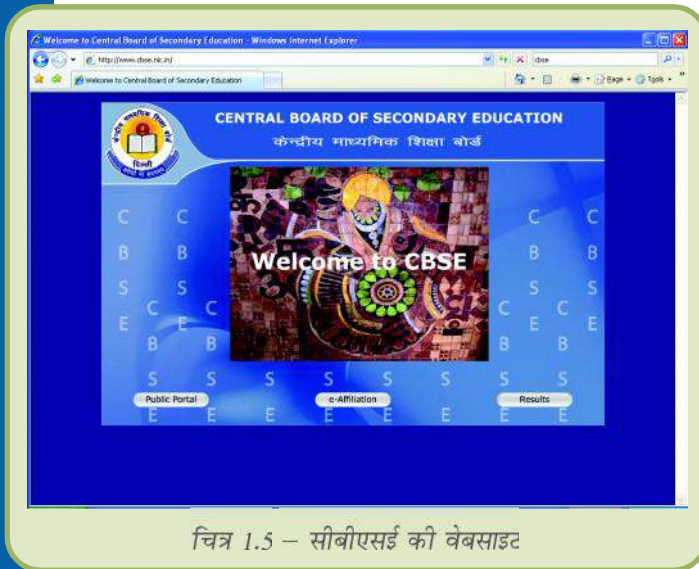 Welcome to Central Board of Secondary Education - Windows Internet Explorer
http://www.cbse.nic.in/
cbse
Welcome to Central Board of Secondary Education
Page
Tools
CENTRAL BOARD OF SECONDARY EDUCATION
केन्द्रीय माध्यमिक शिक्षा बोर्ड
केन्द्रीय माध्यमिक शिक्षा बोर्ड
दिल्ली
Welcome to CBSE
C C C C
B B B B
S S S S
E C E C C E C E
B B B B
S S S S S S S S
Public Portal
e-Affiliation
Results
E E E E E E E E
चित्र 1.5 – सीबीएसई की वेबसाइट